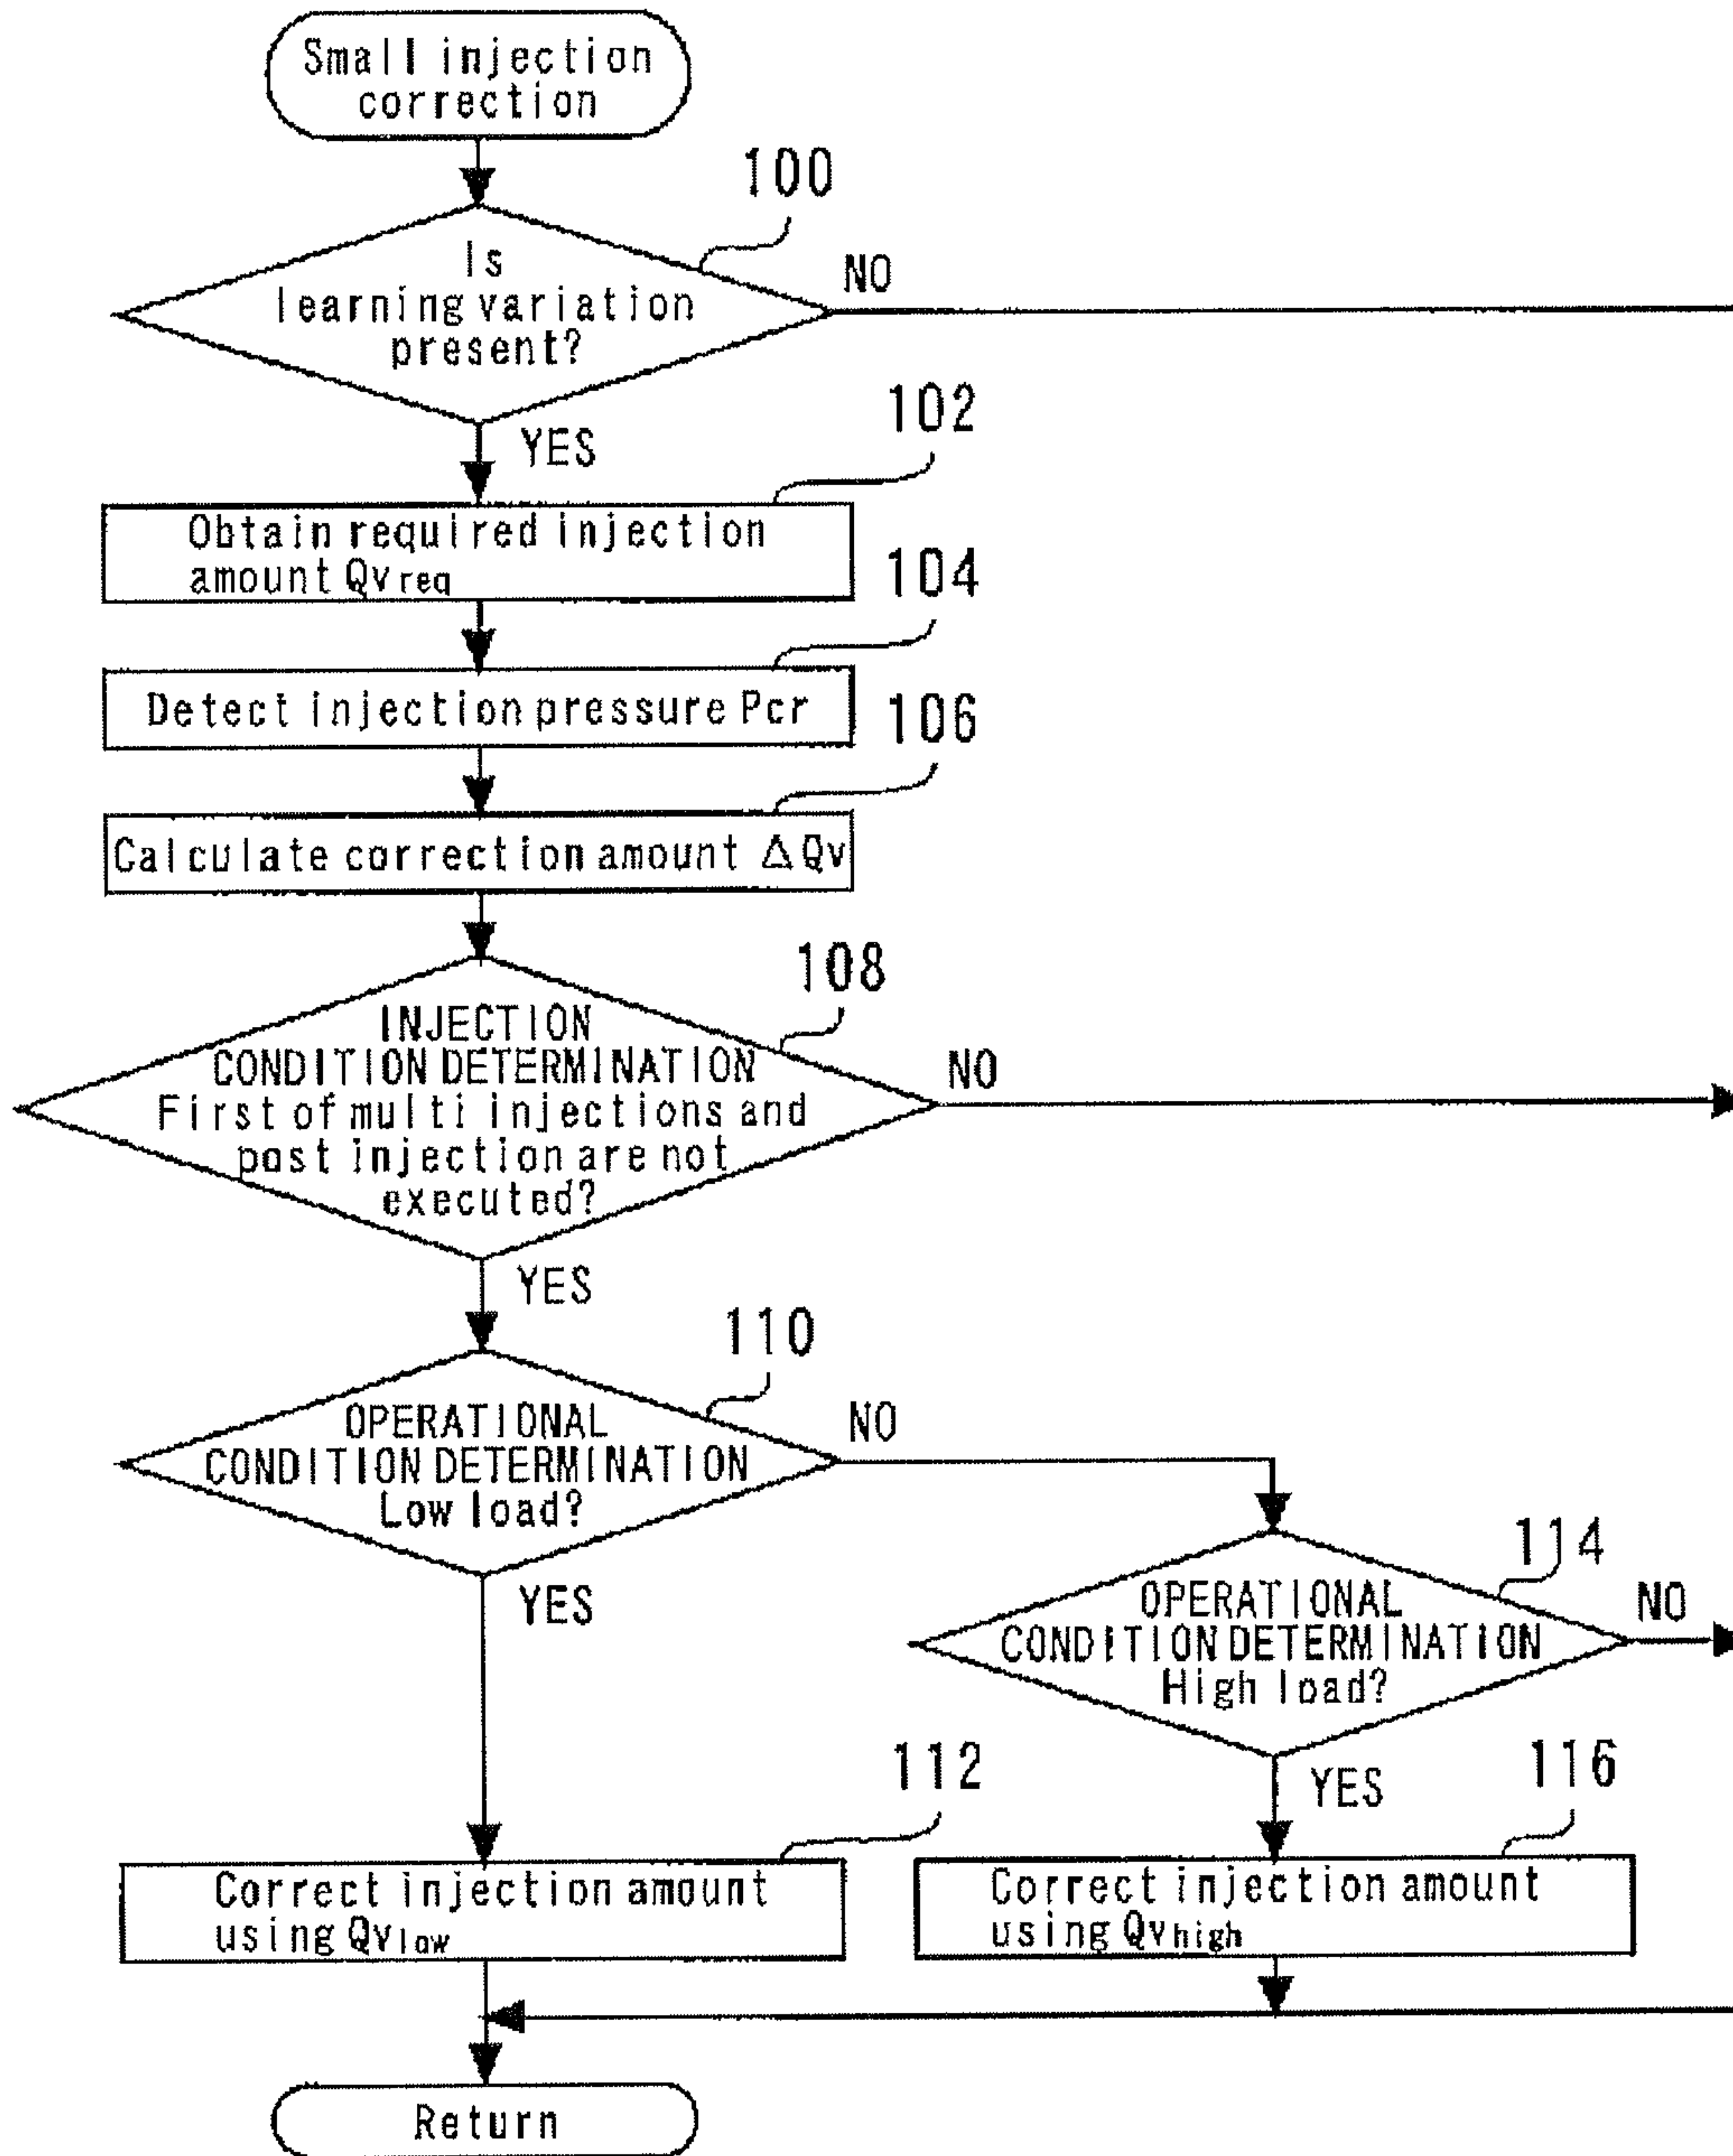 Small injection
correction
100
Is
learning variation
present?
NO
YES
102
Obtain required injection
amount Qvreq
104
Detect injection pressure Pcr
106
Calculate correction amount ΔQv
108
INJECTION
CONDITION DETERMINATION
First of multi injections and
post injection are not
executed?
NO
YES
110
OPERATIONAL
CONDITION DETERMINATION
Low load?
NO
YES
114
OPERATIONAL
CONDITION DETERMINATION
High load?
NO
YES
112
Correct injection amount
using Qvlow
116
Correct injection amount
using Qvhigh
Return